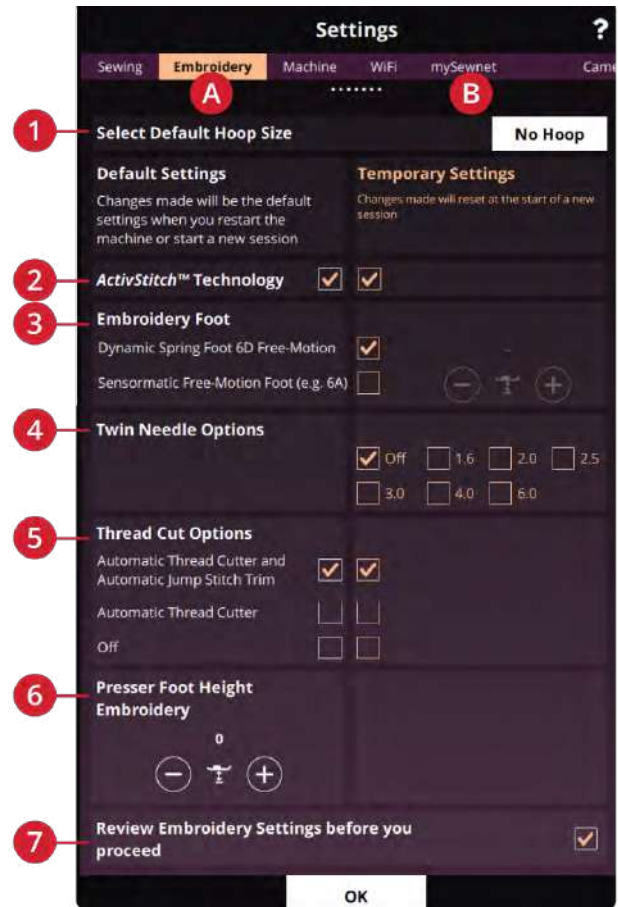 Settings
?
Sewing Embroidery Machine WiFi mySewnet Came
A B
1 Select Default Hoop Size No Hoop
Default Settings
Changes made will be the default
settings when you restart the
machine or start a new session
Temporary Settings
Changes made will reset at the start of a new
session
2 ActivStitch™ Technology
3 Embroidery Foot
Dynamic Spring Foot 6D Free-Motion
Sensormatic Free-Motion Foot (e.g. 6A)
4 Twin Needle Options
Off 1.6 2.0 2.5
3.0 4.0 6.0
5 Thread Cut Options
Automatic Thread Cutter and
Automatic Jump Stitch Trim
Automatic Thread Cutter
Off
6 Presser Foot Height
Embroidery
0
7 Review Embroidery Settings before you
proceed
OK